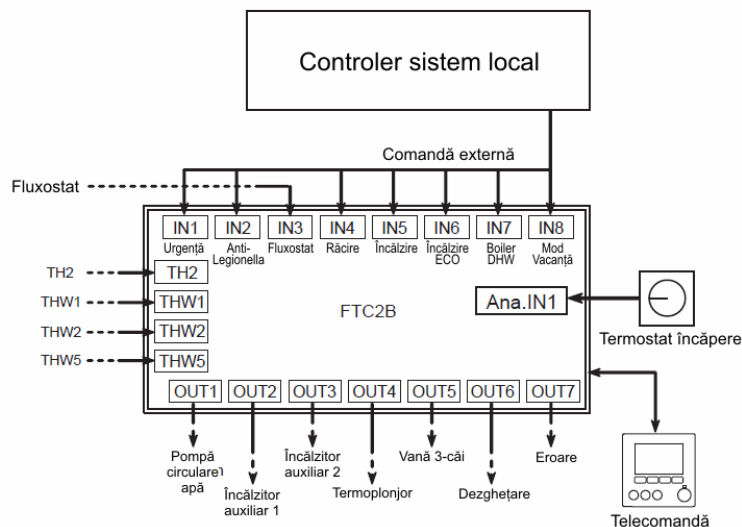 Controler sistem local
Comandă externă
Fluxostat
IN1 IN2 IN3 IN4 IN5 IN6 IN7 IN8
Urgență Anti- Fluxostat Răcire Încălzire Încălzire Boiler Mod
Legionella ECO DHW Vacanță
TH2 TH2
THW1 THW1
FTC2B
Ana.IN1
THW2 THW2
Termostat încăpere
THW5 THW5
OUT1 OUT2 OUT3 OUT4 OUT5 OUT6 OUT7
Pompă
circulare
apă
Încălzitor
auxiliar 1
Încălzitor
auxiliar 2
Termoplonjor
Vană 3-căi
Dezghețare
Eroare
Telecomandă